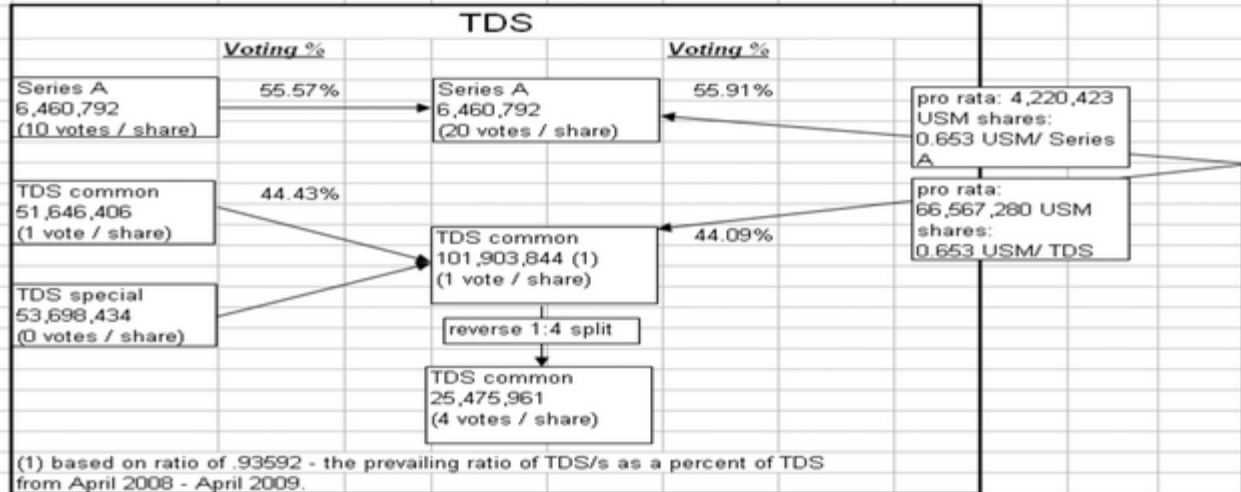 TDS
Voting %
Voting %
Series A
6,460,792
(10 votes / share)
55.57%
Series A
6,460,792
(20 votes / share)
55.91%
pro rata: 4,220,423
USM shares:
0.653 USM/ Series
A
TDS common
51,646,406
(1 vote / share)
44.43%
pro rata:
66,567,280 USM
shares:
0.653 USM/ TDS
TDS common
101,903,844 (1)
(1 vote / share)
44.09%
TDS special
53,698,434
(0 votes / share)
reverse 1:4 split
TDS common
25,475,961
(4 votes / share)
(1) based on ratio of .93592 - the prevailing ratio of TDS/s as a percent of TDS
from April 2008 - April 2009.